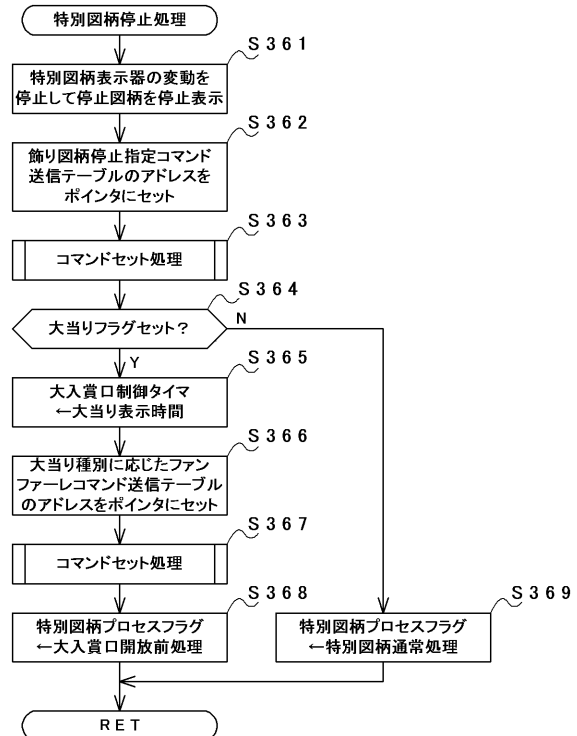 特別図柄停止処理
S361
特別図柄表示器の変動を
停止して停止図柄を停止表示
S362
飾り図柄停止指定コマンド
送信テーブルのアドレスを
ポインタにセット
S363
コマンドセット処理
S364
大当りフラグセット？
N
Y
S365
大入賞口制御タイマ
←大当り表示時間
S366
大当り種別に応じたファン
ファーレコマンド送信テーブル
のアドレスをポインタにセット
S367
コマンドセット処理
S368
特別図柄プロセスフラグ
←大入賞口開放前処理
S369
特別図柄プロセスフラグ
←特別図柄通常処理
RET